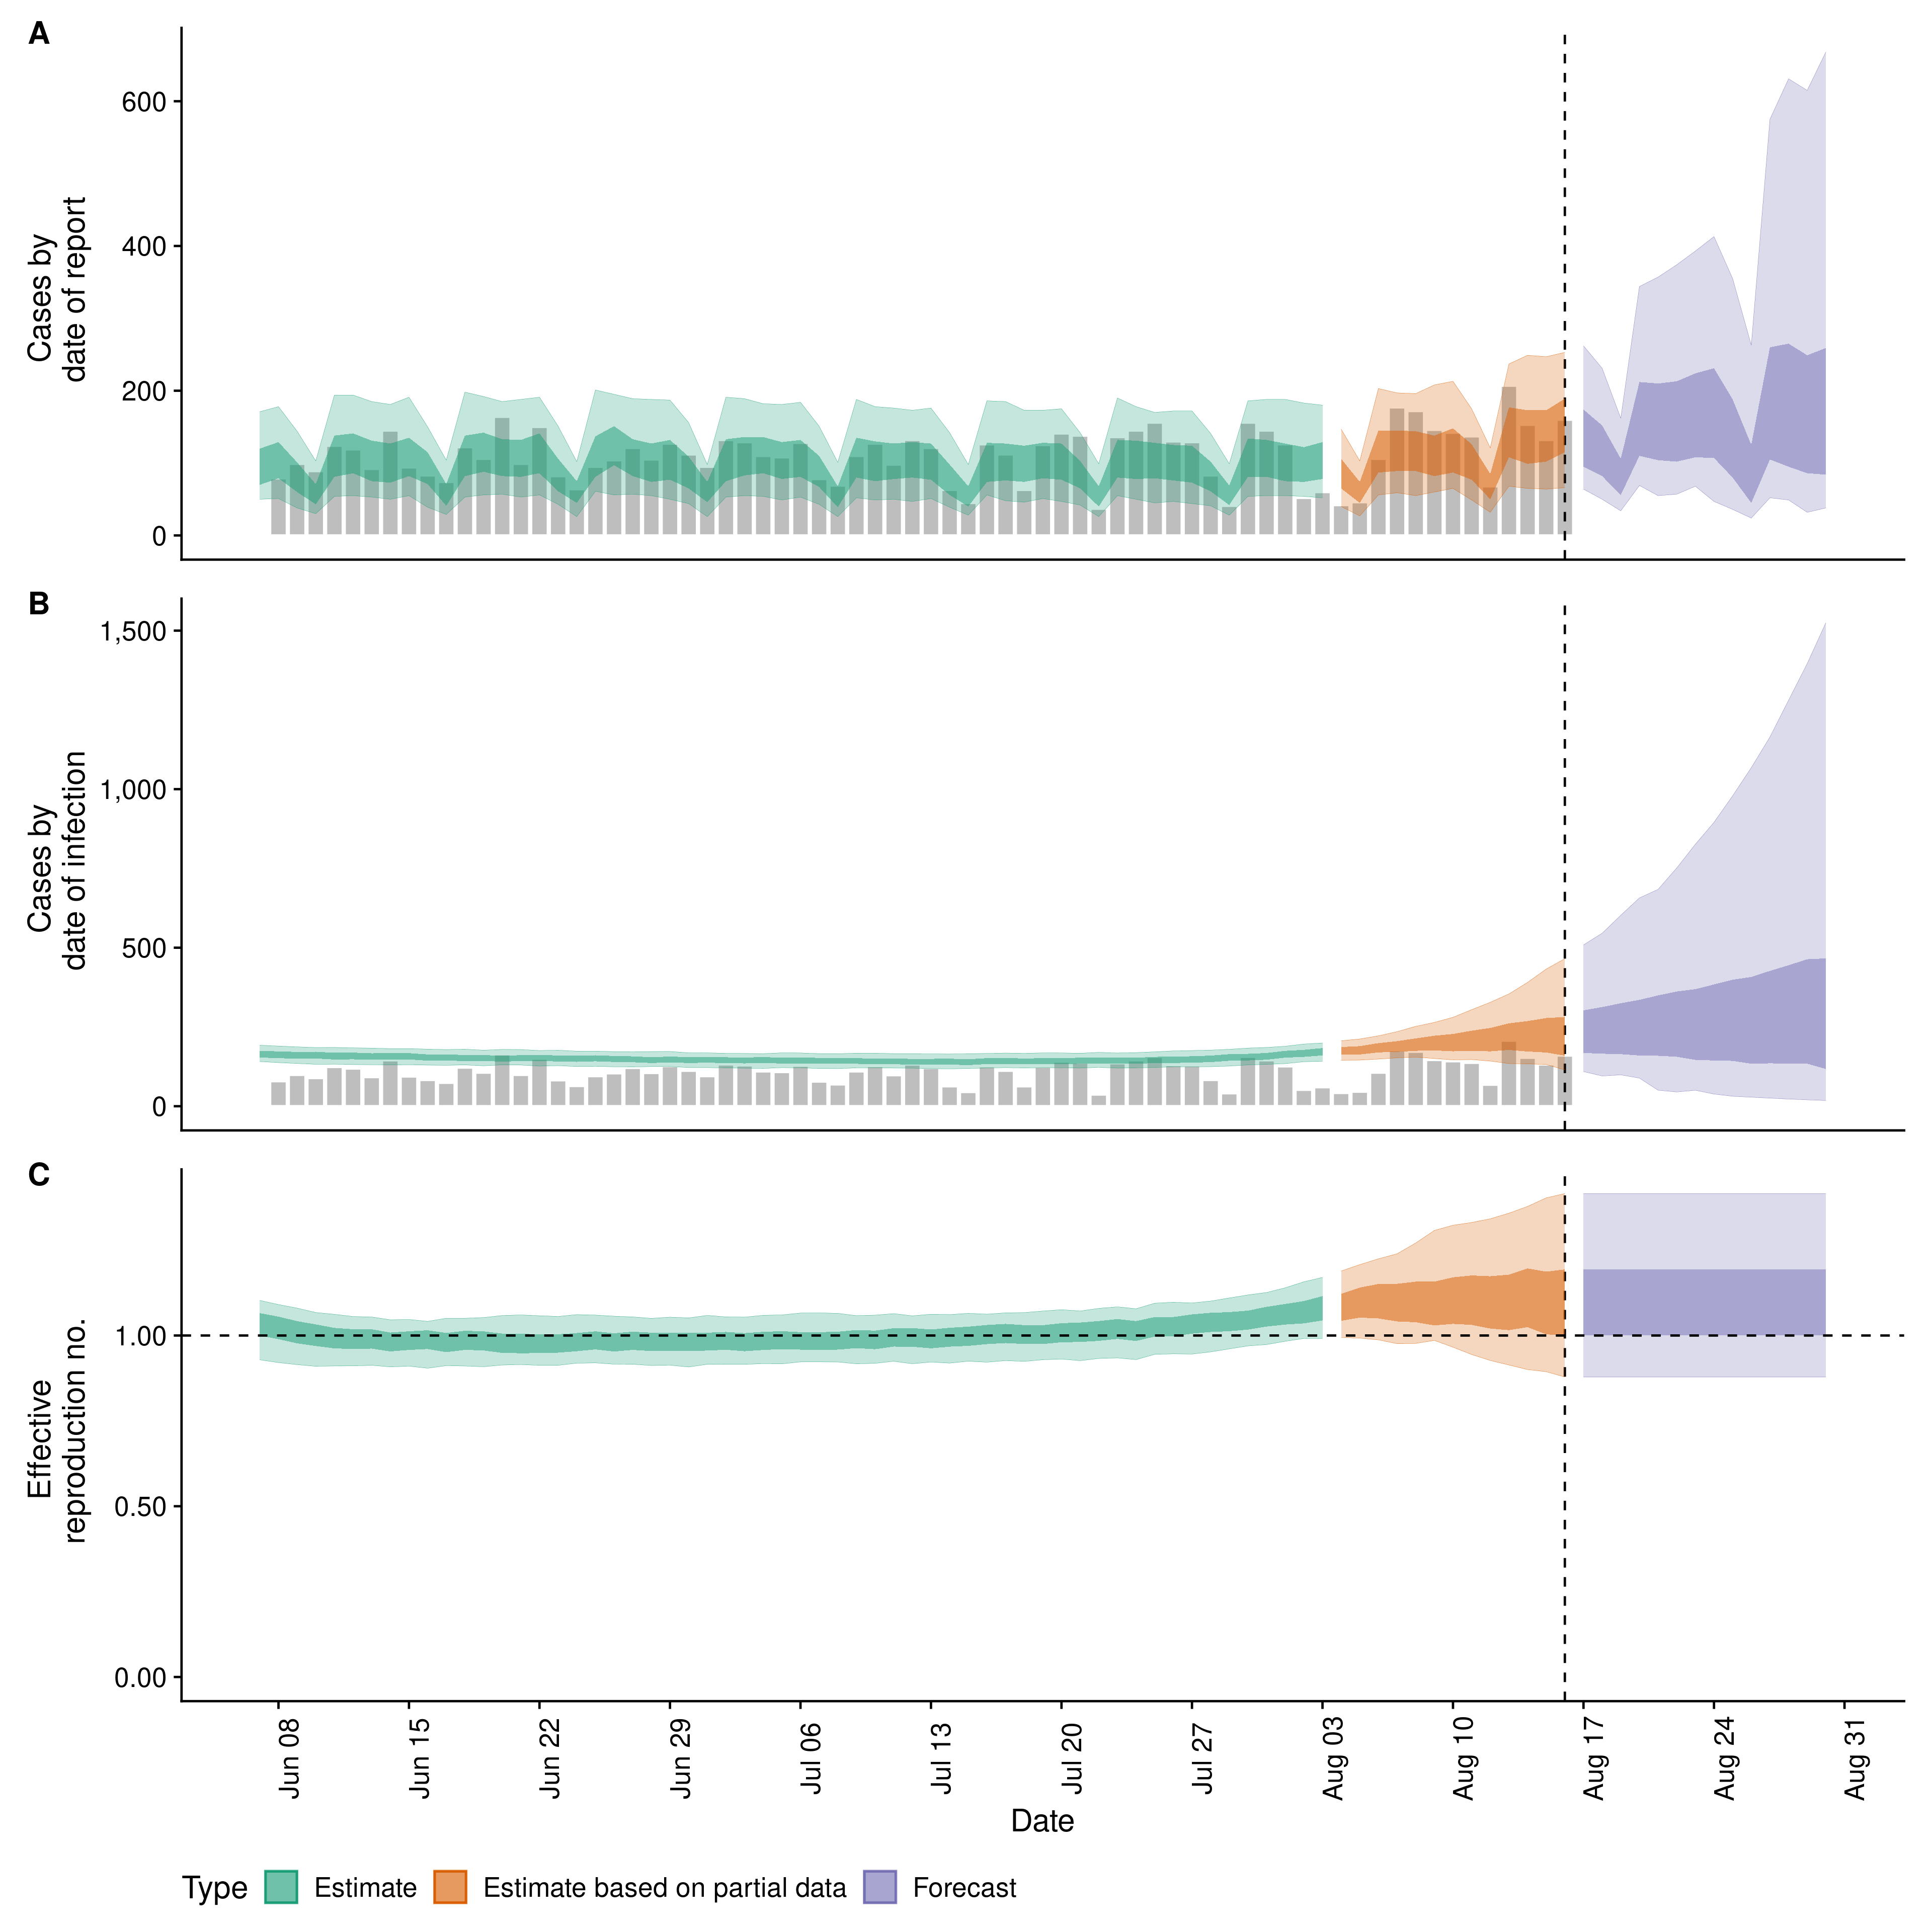 A
600
400
200
0
Cases by
date of report
B
1,500
1,000
500
0
Cases by
date of infection
C
1.00
0.50
0.00
Effective
reproduction no.
Jun 08
Jun 15
Jun 22
Jun 29
Jul 06
Jul 13
Jul 20
Jul 27
Aug 03
Aug 10
Aug 17
Aug 24
Aug 31
Date
Type Estimate Estimate based on partial data Forecast